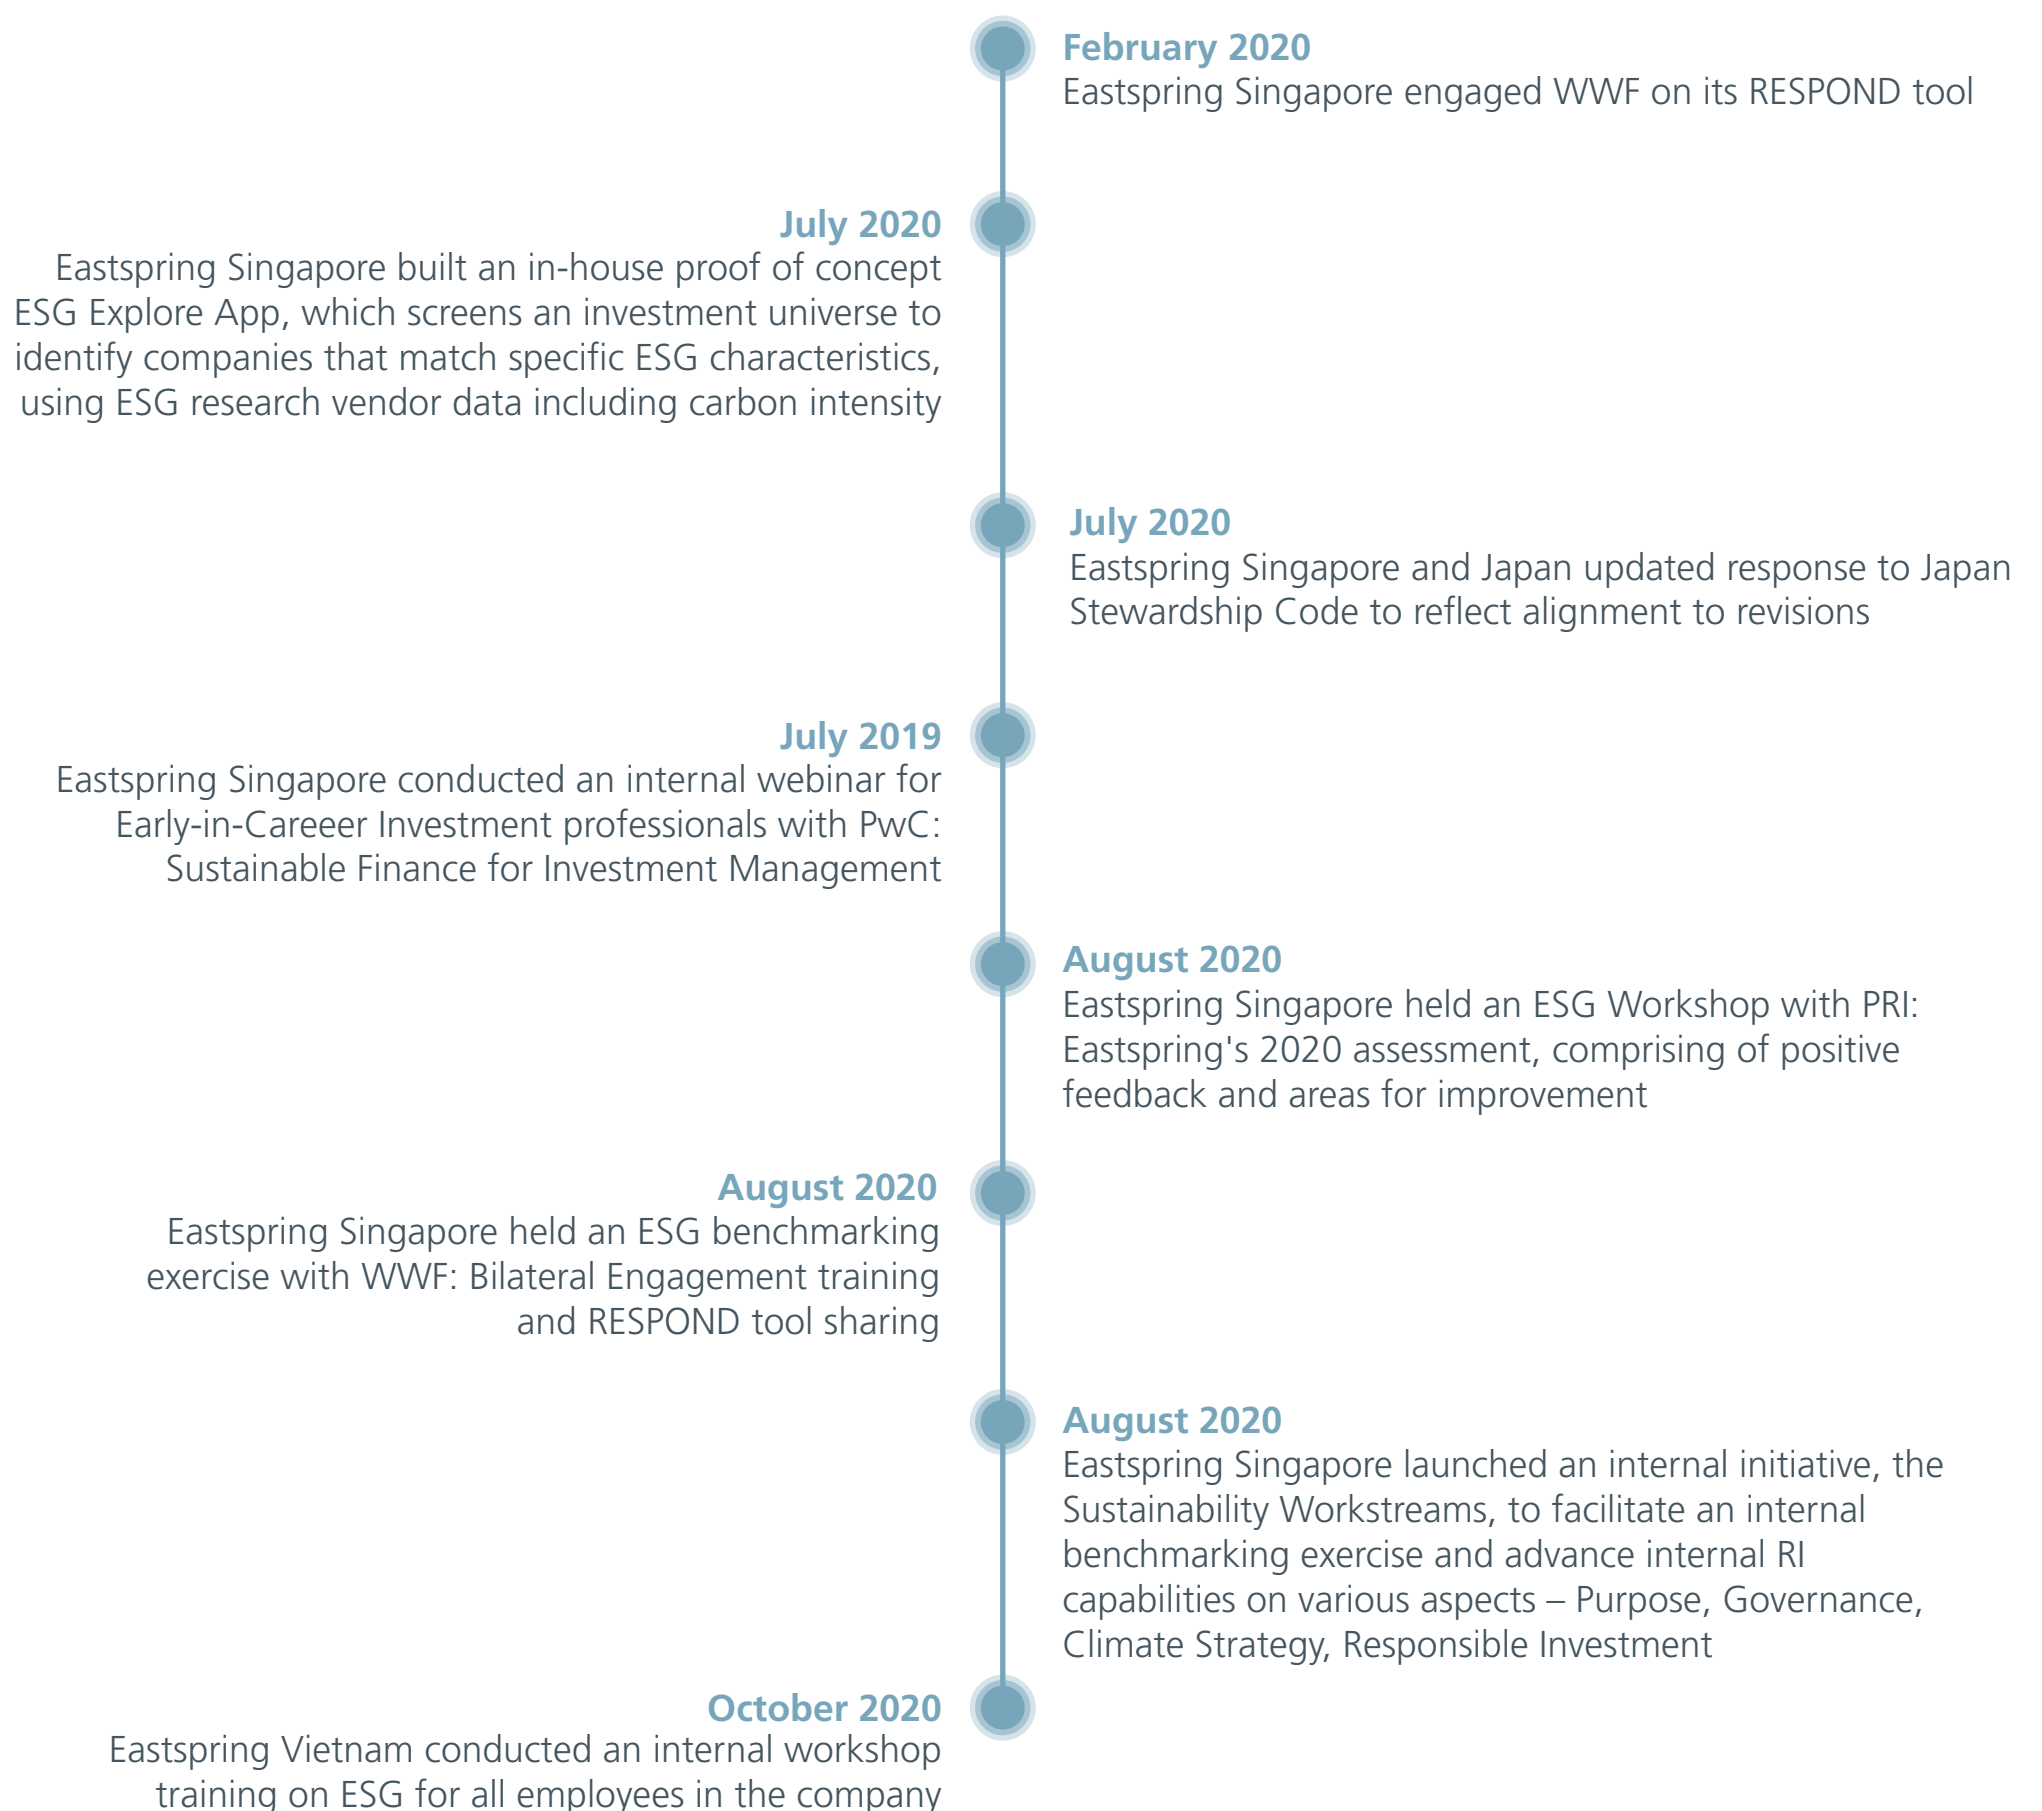 February 2020
Eastspring Singapore engaged WWF on its RESPOND tool
July 2020
Eastspring Singapore built an in-house proof of concept
ESG Explore App, which screens an investment universe to
identify companies that match specific ESG characteristics,
using ESG research vendor data including carbon intensity
July 2020
Eastspring Singapore and Japan updated response to Japan
Stewardship Code to reflect alignment to revisions
July 2019
Eastspring Singapore conducted an internal webinar for
Early-in-Careeer Investment professionals with PwC:
Sustainable Finance for Investment Management
August 2020
Eastspring Singapore held an ESG Workshop with PRI:
Eastspring's 2020 assessment, comprising of positive
feedback and areas for improvement
August 2020
Eastspring Singapore held an ESG benchmarking
exercise with WWF: Bilateral Engagement training
and RESPOND tool sharing
August 2020
Eastspring Singapore launched an internal initiative, the
Sustainability Workstreams, to facilitate an internal
benchmarking exercise and advance internal RI
capabilities on various aspects – Purpose, Governance,
Climate Strategy, Responsible Investment
October 2020
Eastspring Vietnam conducted an internal workshop
training on ESG for all employees in the company